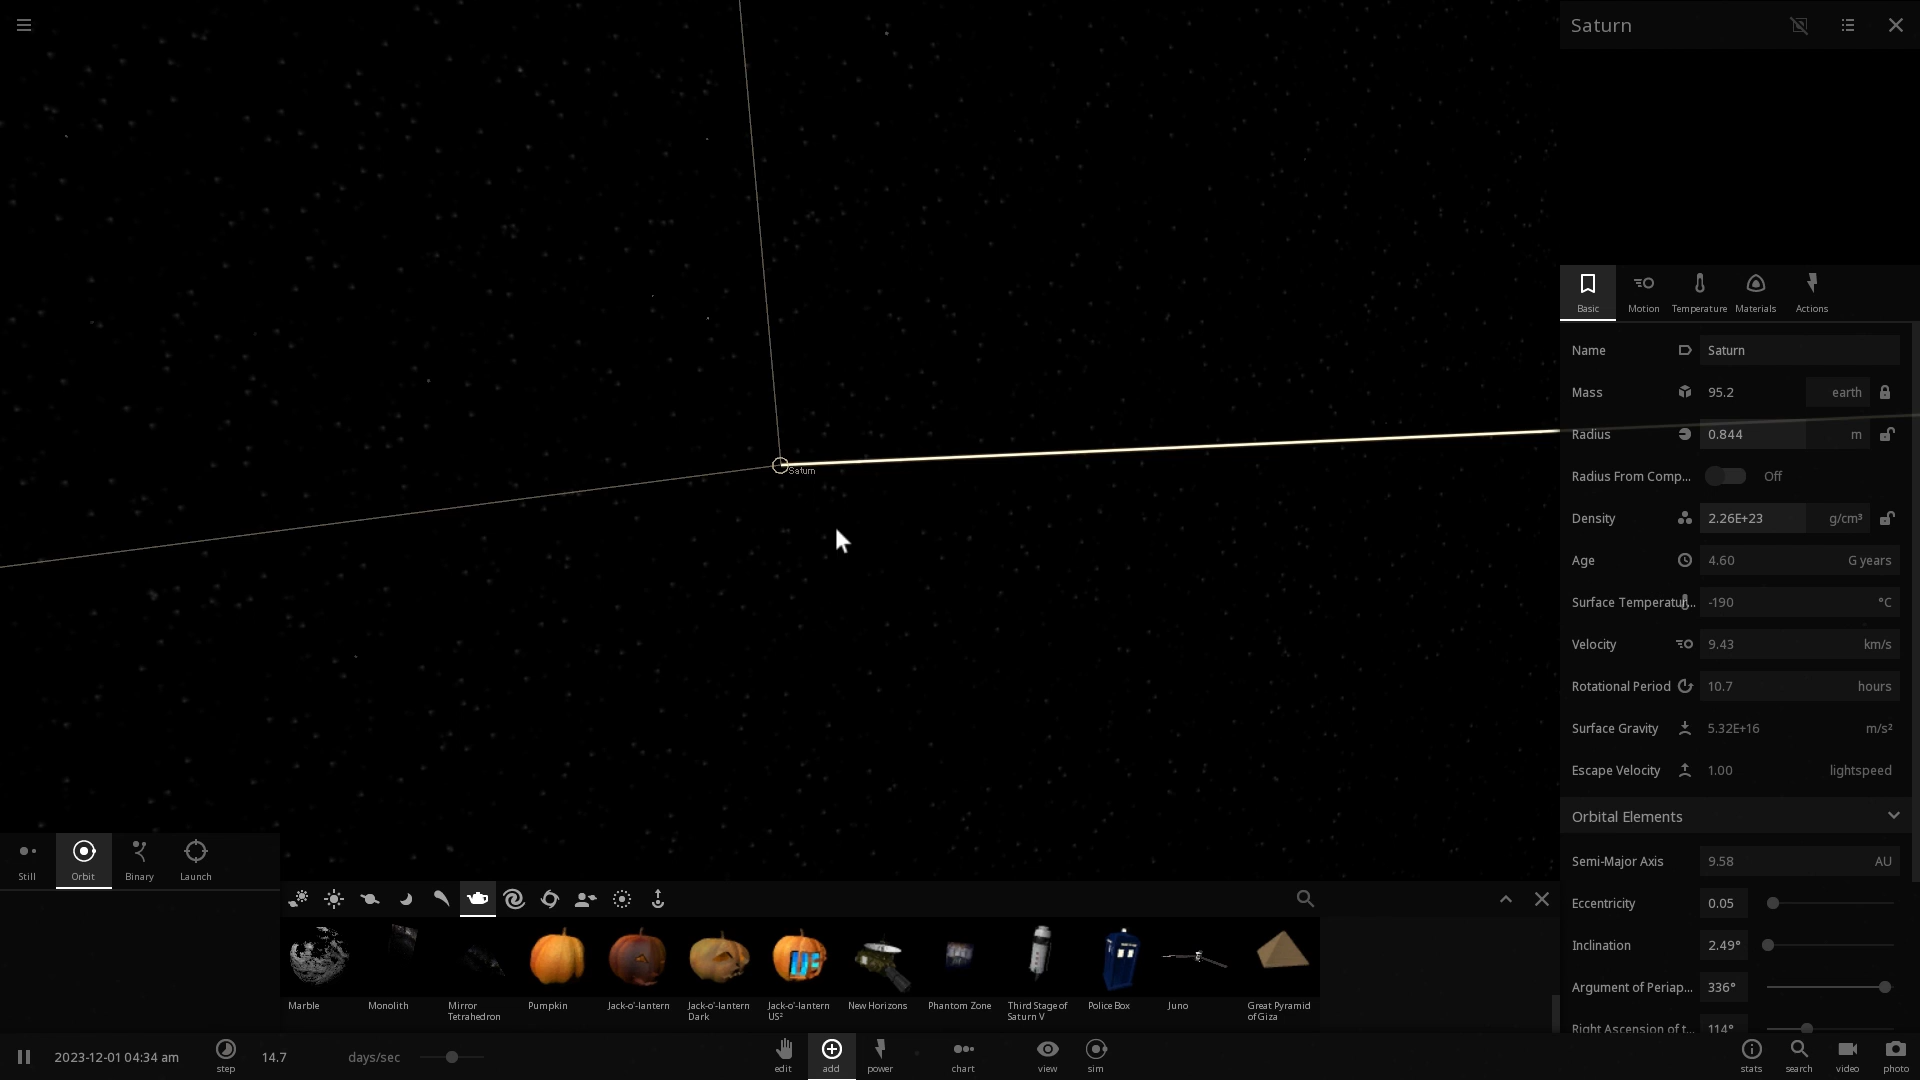 Saturn
Saturn
Basic
Motion
Temperature
Materials
Actions
Name
Saturn
Mass
95.2
earth
Radius
0.844
m
Radius From Comp...
Off
Density
2.26E+23
g/cm³
Age
4.60
G years
Surface Temperatur...
-190
°C
Velocity
9.43
km/s
Rotational Period
10.7
hours
Surface Gravity
5.32E+16
m/s²
Escape Velocity
1.00
lightspeed
Orbital Elements
Semi-Major Axis
9.58
AU
Eccentricity
0.05
Inclination
2.49°
Argument of Periap...
336°
Right Ascension of t...
114°
Still
Orbit
Binary
Launch
Marble
Monolith
Mirror
Tetrahedron
Pumpkin
Jack-o'-lantern
Jack-o'-lantern
Dark
Jack-o'-lantern
US²
New Horizons
Phantom Zone
Third Stage of
Saturn V
Police Box
Juno
Great Pyramid
of Giza
2023-12-01 04:34 am
step
14.7
days/sec
edit
add
power
chart
view
sim
stats
search
video
photo